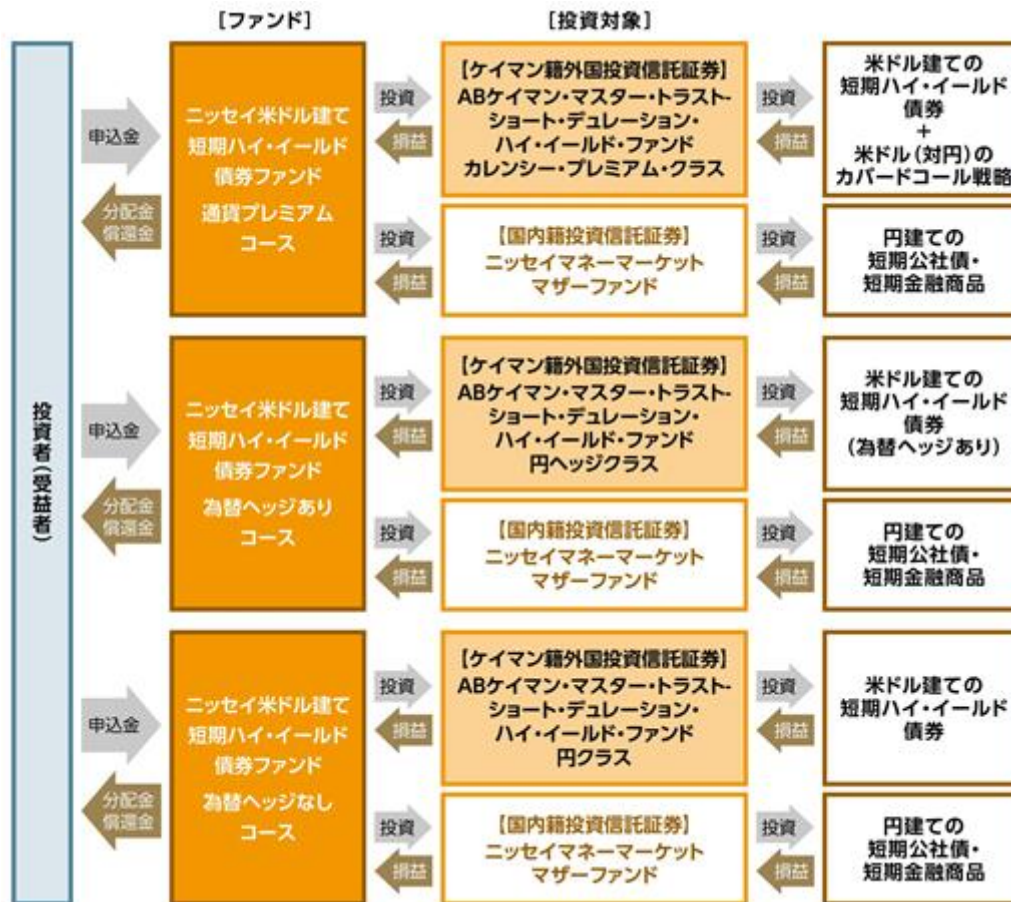 [ファンド]
[投資対象]
投資者(受益者)
申込金
分配金
償還金
ニッセイ米ドル建て
短期ハイ・イールド
債券ファンド
通貨プレミアム
コース
投資
損益
【ケイマン籍外国投資信託証券】
ABケイマン・マスター・トラスト-
ショート・デュレーション・
ハイ・イールド・ファンド
カレンシー・プレミアム・クラス
投資
損益
米ドル建ての
短期ハイ・イールド
債券
+
米ドル(対円)の
カバードコール戦略
投資
損益
【国内籍投資信託証券】
ニッセイマネーマーケット
マザーファンド
投資
損益
円建ての
短期公社債・
短期金融商品
申込金
分配金
償還金
ニッセイ米ドル建て
短期ハイ・イールド
債券ファンド
為替ヘッジあり
コース
投資
損益
【ケイマン籍外国投資信託証券】
ABケイマン・マスター・トラスト-
ショート・デュレーション・
ハイ・イールド・ファンド
円ヘッジクラス
投資
損益
米ドル建ての
短期ハイ・イールド
債券
(為替ヘッジあり)
投資
損益
【国内籍投資信託証券】
ニッセイマネーマーケット
マザーファンド
投資
損益
円建ての
短期公社債・
短期金融商品
申込金
分配金
償還金
ニッセイ米ドル建て
短期ハイ・イールド
債券ファンド
為替ヘッジなし
コース
投資
損益
【ケイマン籍外国投資信託証券】
ABケイマン・マスター・トラスト-
ショート・デュレーション・
ハイ・イールド・ファンド
円クラス
投資
損益
米ドル建ての
短期ハイ・イールド
債券
投資
損益
【国内籍投資信託証券】
ニッセイマネーマーケット
マザーファンド
投資
損益
円建ての
短期公社債・
短期金融商品